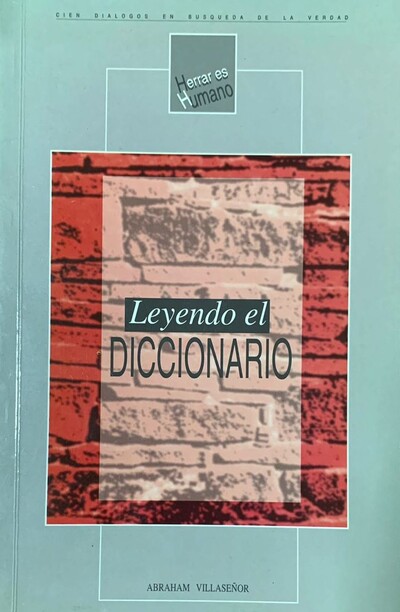 CIEN DIALOGOS EN BUSQUEDA DE LA VERDAD
Herrar es
Humano
Leyendo el
DICCIONARIO
ABRAHAM VILLASEÑOR